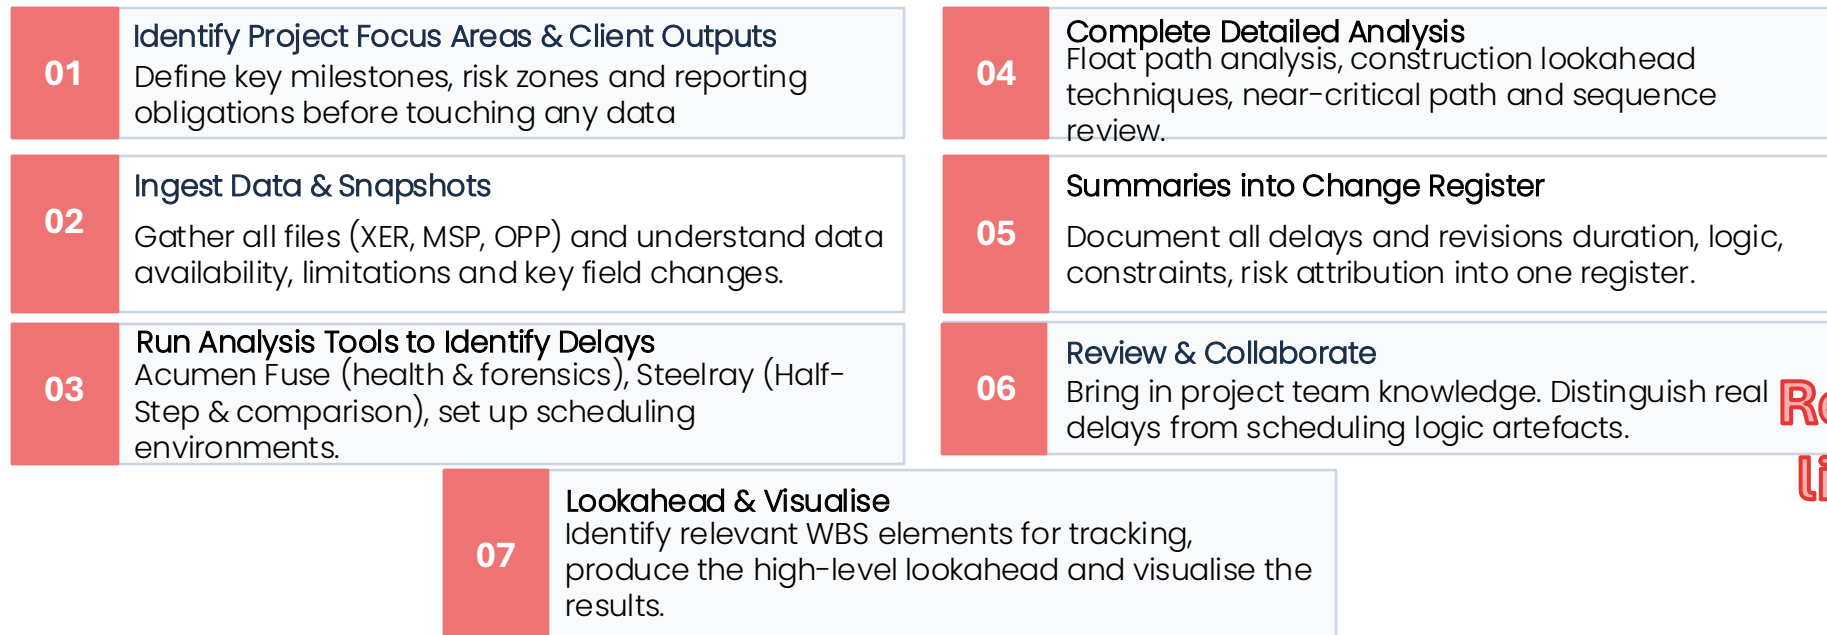 01
Identify Project Focus Areas & Client Outputs
Define key milestones, risk zones and reporting
obligations before touching any data
02
Ingest Data & Snapshots
Gather all files (XER, MSP, OPP) and understand data
availability, limitations and key field changes.
03
Run Analysis Tools to Identify Delays
Acumen Fuse (health & forensics), Steelray (Half-
Step & comparison), set up scheduling
environments.
04
Complete Detailed Analysis
Float path analysis, construction lookahead
techniques, near-critical path and sequence
review.
05
Summaries into Change Register
Document all delays and revisions duration, logic,
constraints, risk attribution into one register.
06
Review & Collaborate
Bring in project team knowledge. Distinguish real
delays from scheduling logic artefacts.
07
Lookahead & Visualise
Identify relevant WBS elements for tracking,
produce the high-level lookahead and visualise the
results.